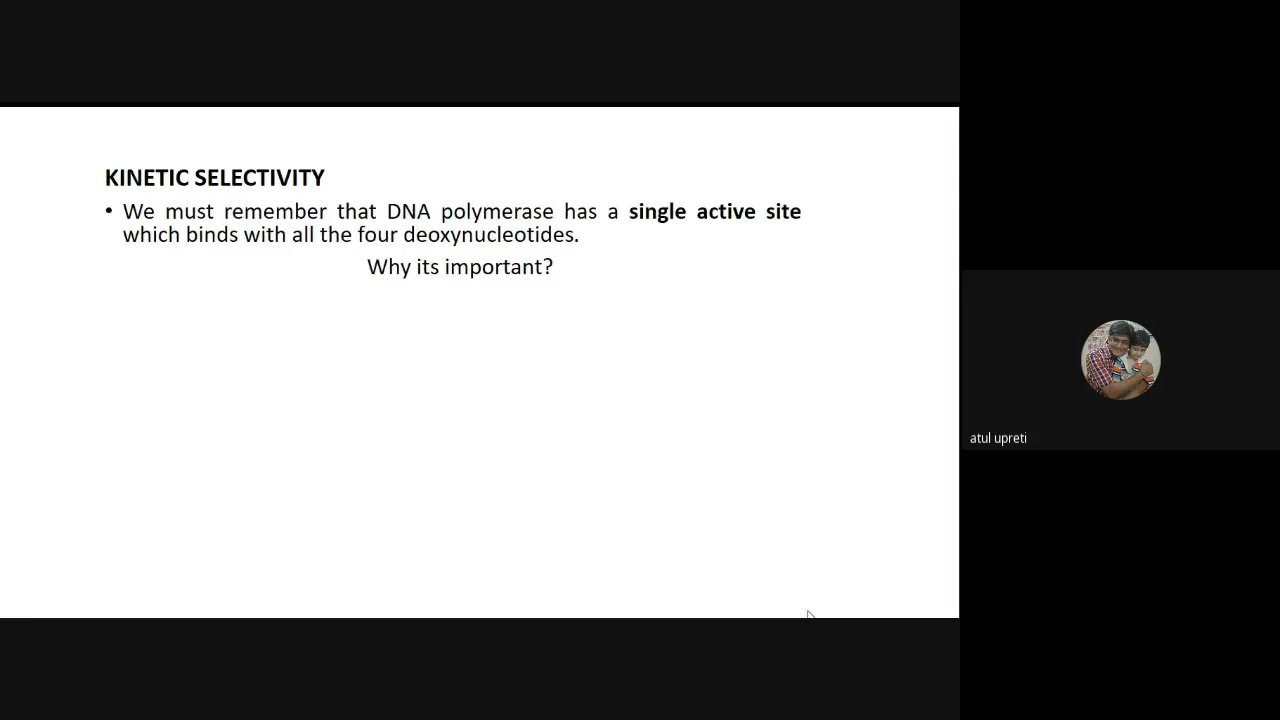 KINETIC SELECTIVITY
• We must remember that DNA polymerase has a single active site
which binds with all the four deoxynucleotides.
Why its important?
atul upreti